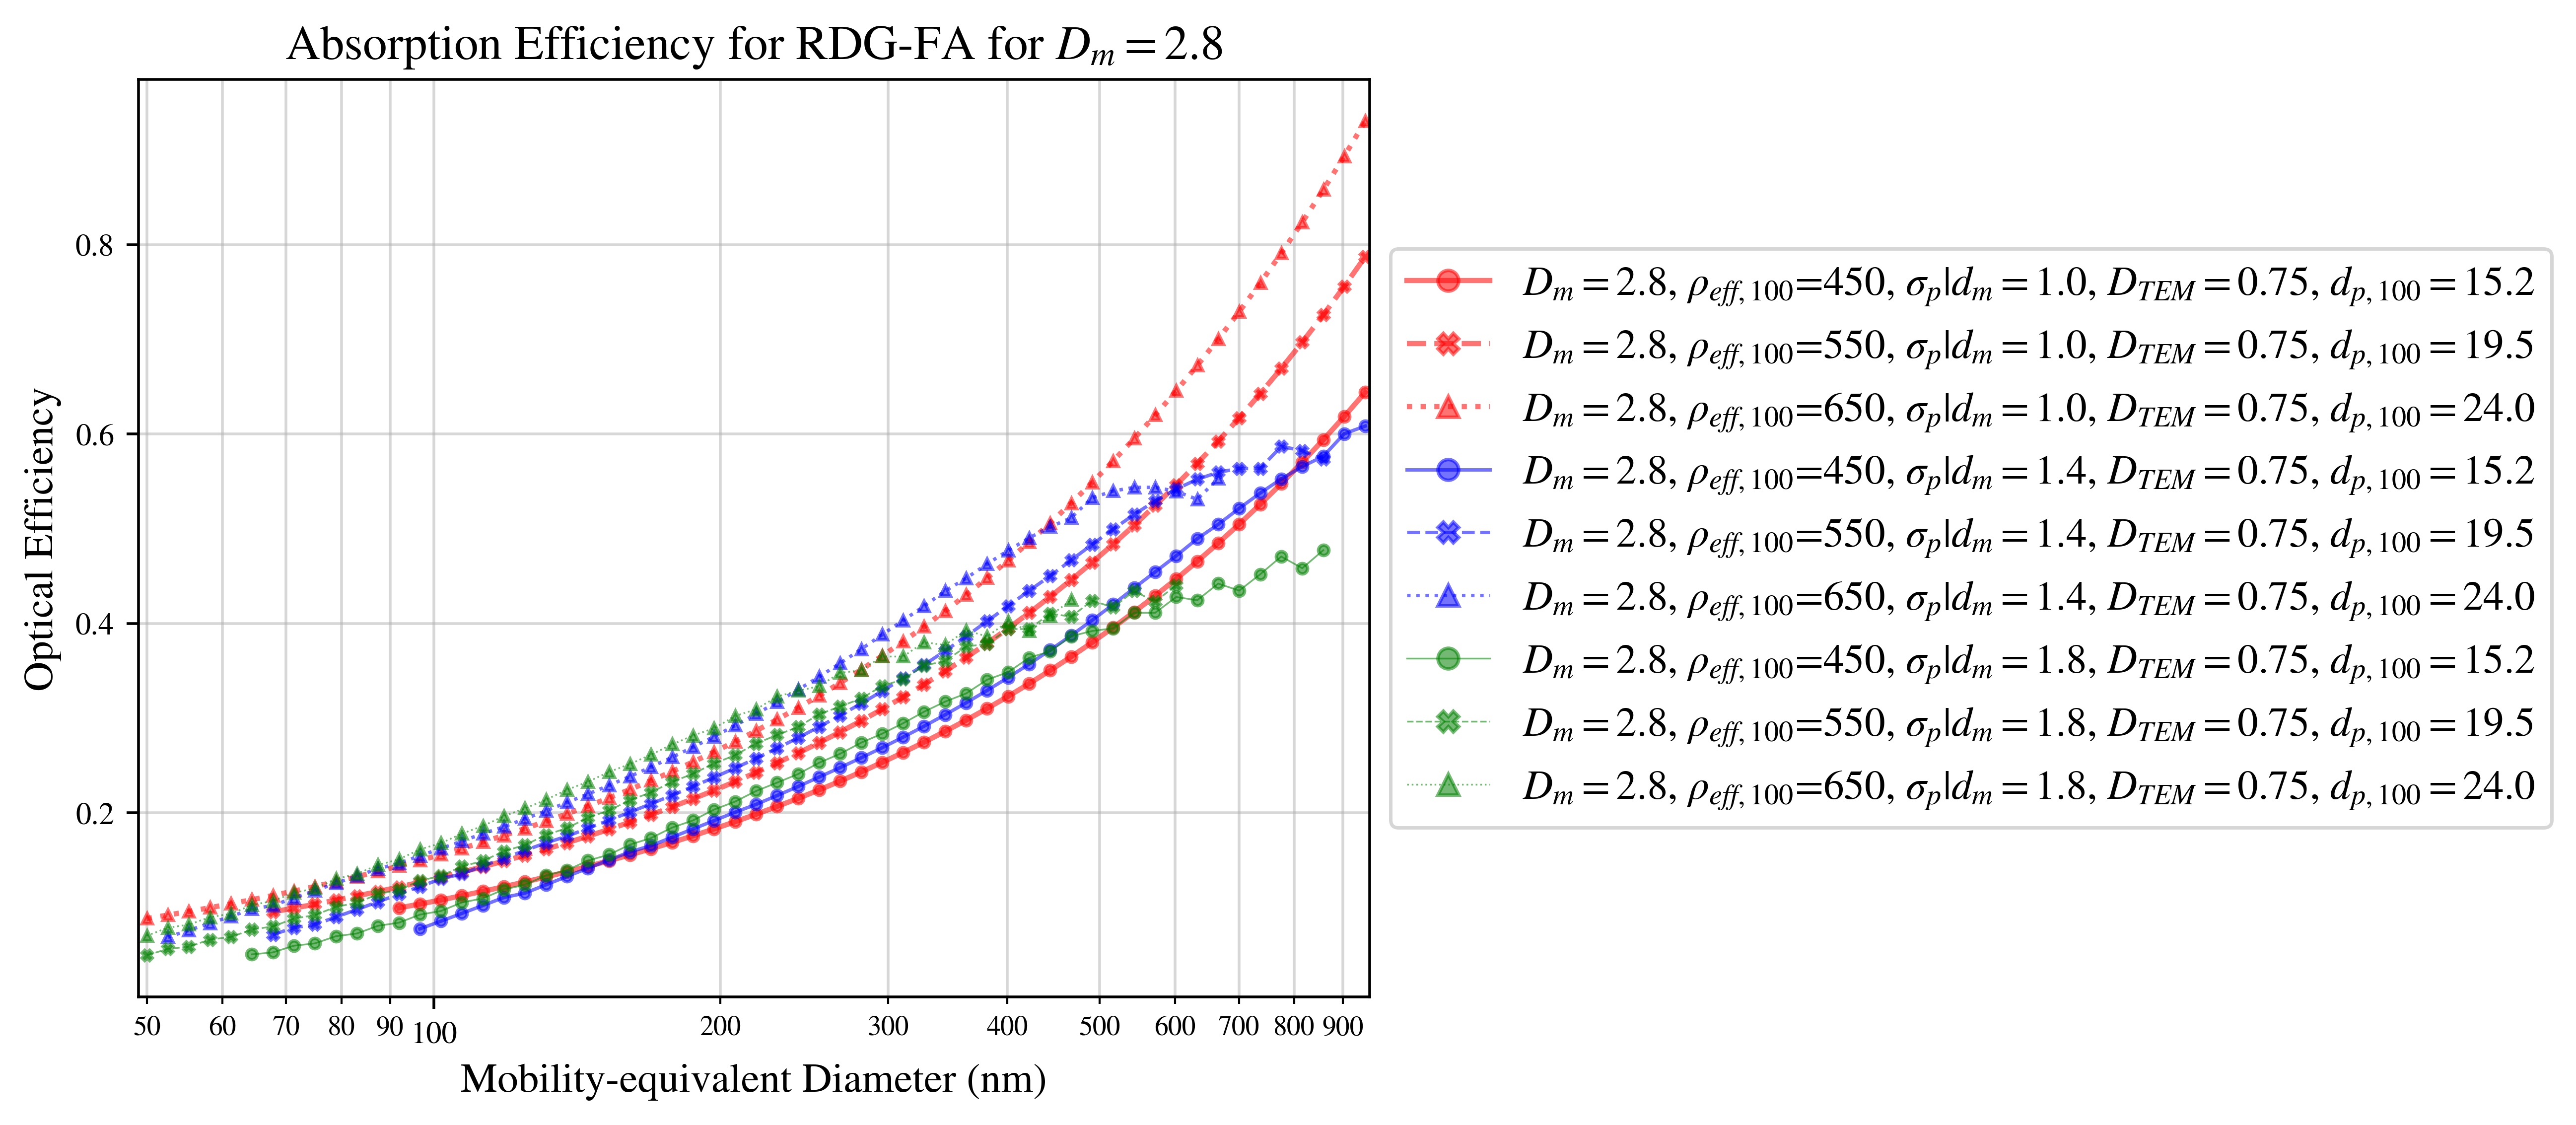 Absorption Efficiency for RDG-FA for D_m = 2.8
Optical Efficiency
0.8
0.6
0.4
0.2
50 60 70 80 90 100 200 300 400 500 600 700 800 900
Mobility-equivalent Diameter (nm)
D_m = 2.8, ρ_eff, 100=450, σ_p|d_m = 1.0, D_TEM = 0.75, d_p, 100 = 15.2
D_m = 2.8, ρ_eff, 100=550, σ_p|d_m = 1.0, D_TEM = 0.75, d_p, 100 = 19.5
D_m = 2.8, ρ_eff, 100=650, σ_p|d_m = 1.0, D_TEM = 0.75, d_p, 100 = 24.0
D_m = 2.8, ρ_eff, 100=450, σ_p|d_m = 1.4, D_TEM = 0.75, d_p, 100 = 15.2
D_m = 2.8, ρ_eff, 100=550, σ_p|d_m = 1.4, D_TEM = 0.75, d_p, 100 = 19.5
D_m = 2.8, ρ_eff, 100=650, σ_p|d_m = 1.4, D_TEM = 0.75, d_p, 100 = 24.0
D_m = 2.8, ρ_eff, 100=450, σ_p|d_m = 1.8, D_TEM = 0.75, d_p, 100 = 15.2
D_m = 2.8, ρ_eff, 100=550, σ_p|d_m = 1.8, D_TEM = 0.75, d_p, 100 = 19.5
D_m = 2.8, ρ_eff, 100=650, σ_p|d_m = 1.8, D_TEM = 0.75, d_p, 100 = 24.0